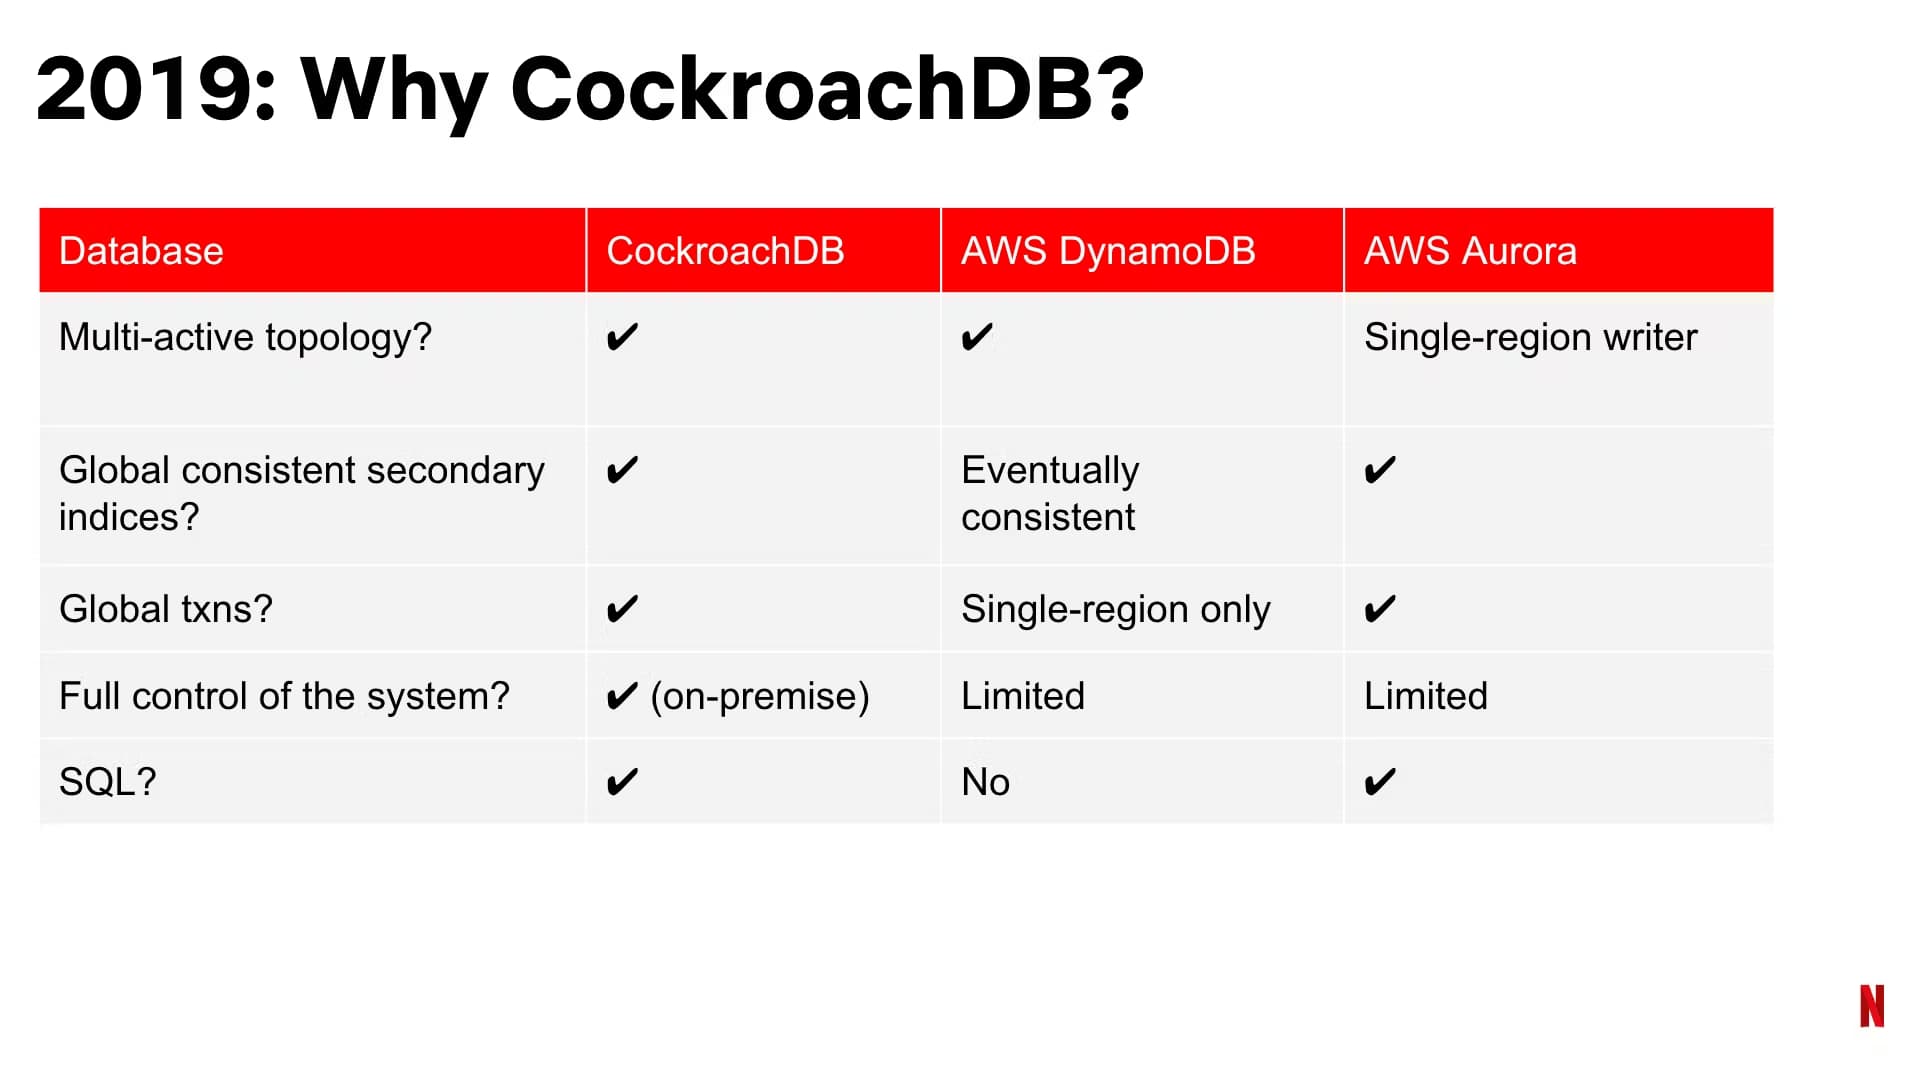 2019: Why CockroachDB?
Database CockroachDB AWS DynamoDB AWS Aurora
Multi-active topology? ✔ ✔ Single-region writer
Global consistent secondary indices? ✔ Eventually consistent ✔
Global txns? ✔ Single-region only ✔
Full control of the system? ✔ (on-premise) Limited Limited
SQL? ✔ No ✔
N